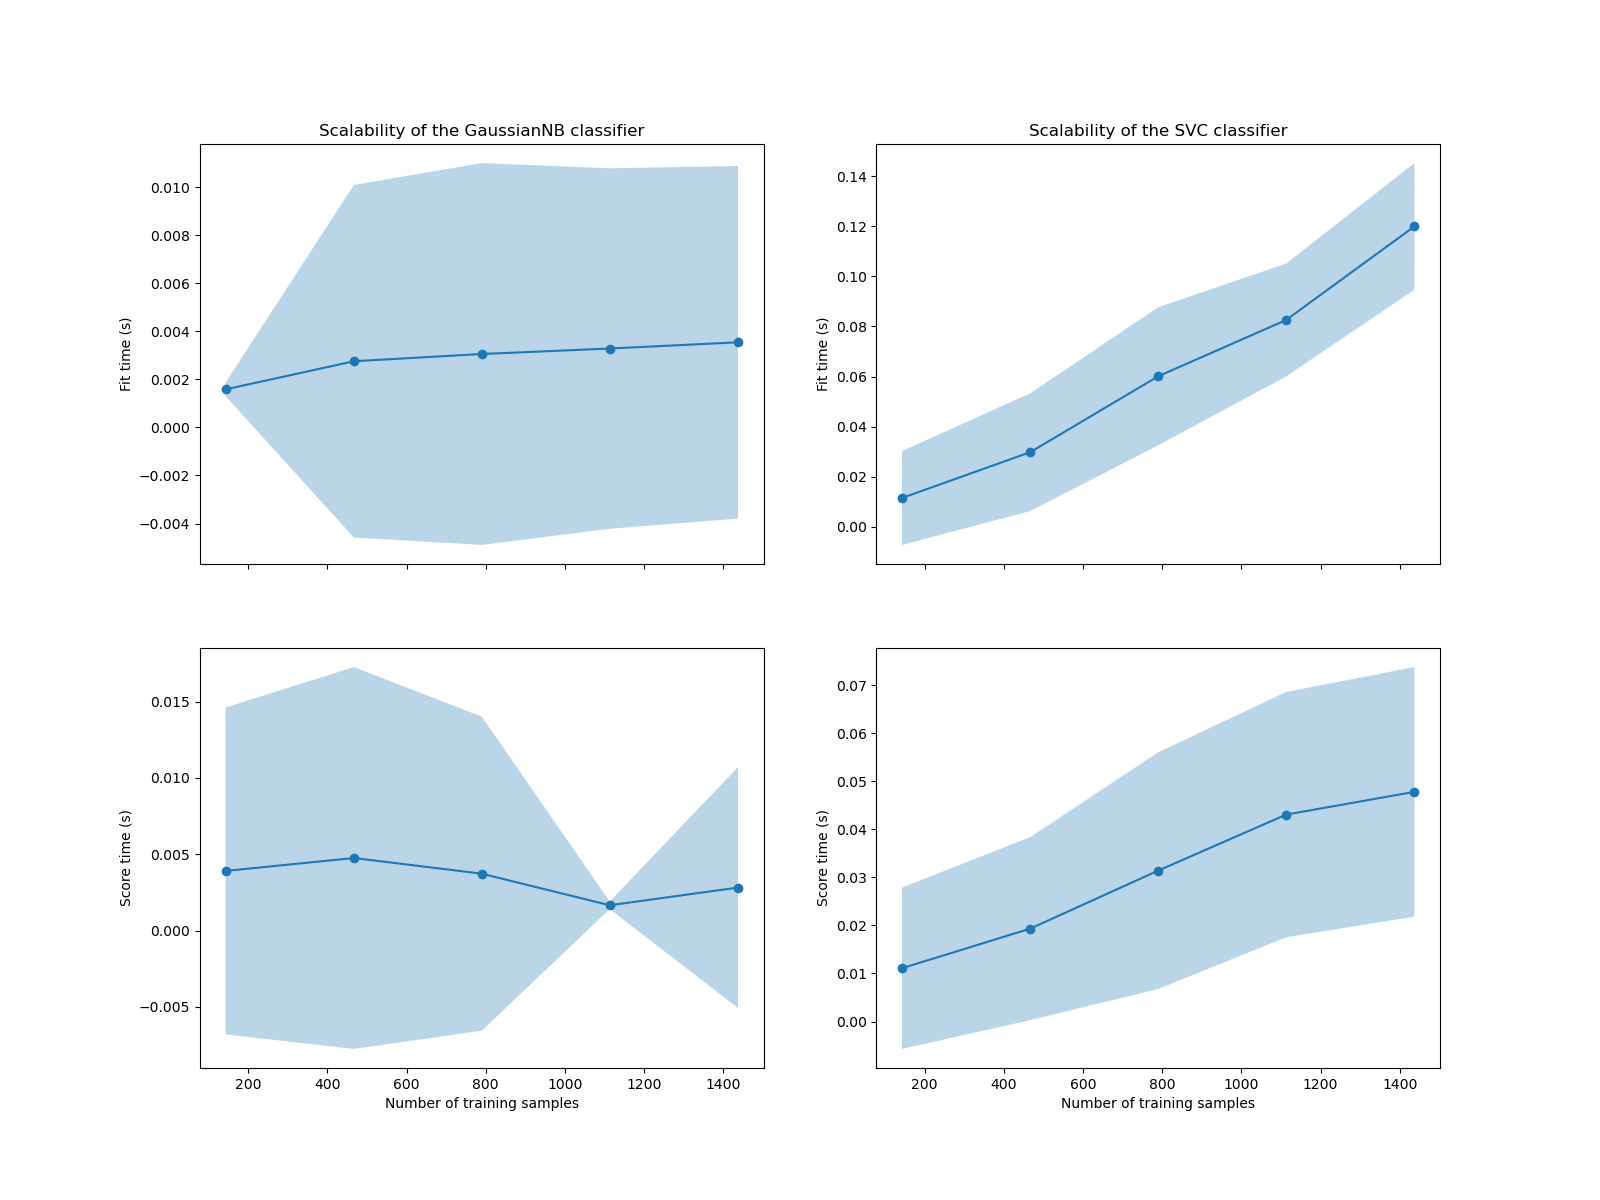 Scalability of the GaussianNB classifier
Fit time (s)
0.010
0.008
0.006
0.004
0.002
0.000
−0.002
−0.004
Scalability of the SVC classifier
Fit time (s)
0.14
0.12
0.10
0.08
0.06
0.04
0.02
0.00
Score time (s)
0.015
0.010
0.005
0.000
−0.005
200 400 600 800 1000 1200 1400
Number of training samples
Score time (s)
0.07
0.06
0.05
0.04
0.03
0.02
0.01
0.00
200 400 600 800 1000 1200 1400
Number of training samples